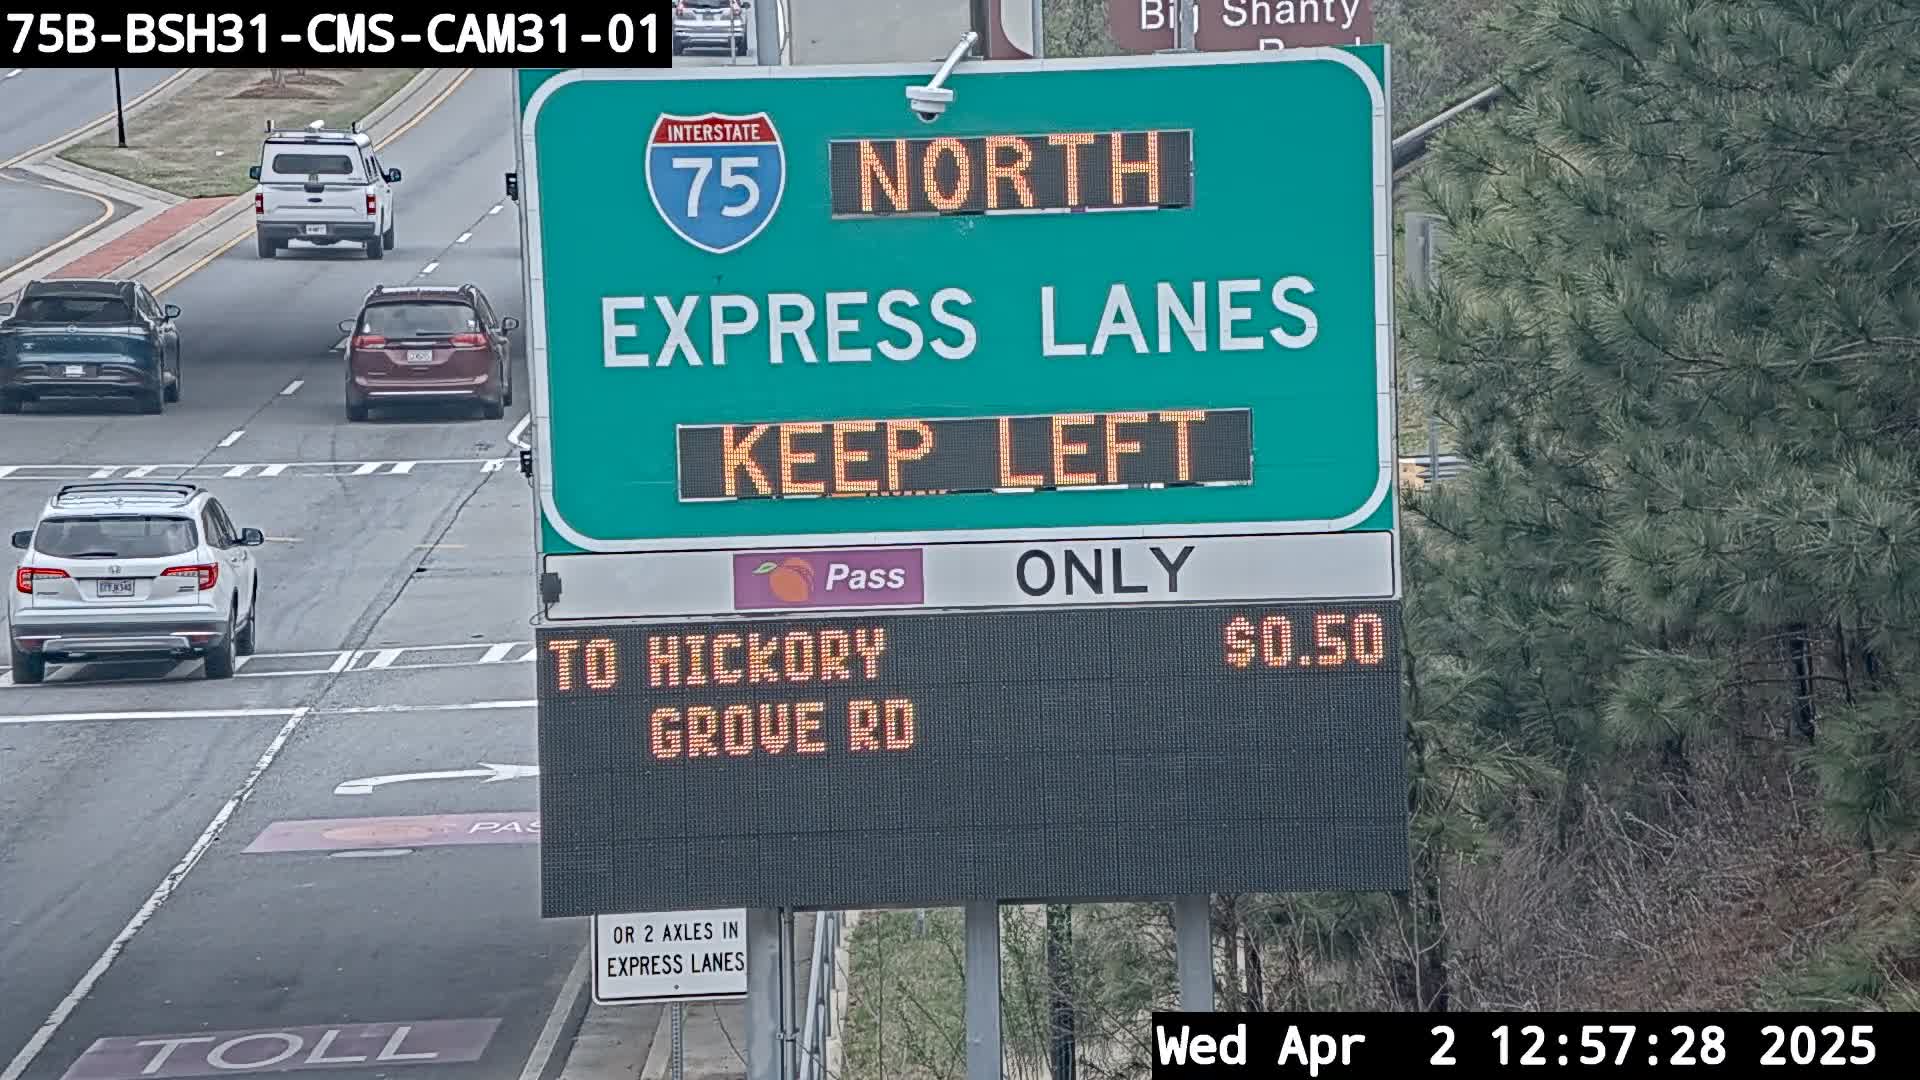 75B-BSH31-CMS-CAM31-01
Big Shanty
INTERSTATE
75
NORTH
EXPRESS LANES
KEEP LEFT
Pass
ONLY
TO HICKORY $0.50
GROVE RD
OR 2 AXLES IN
EXPRESS LANES
TOLL
Wed Apr 2 12:57:28 2025